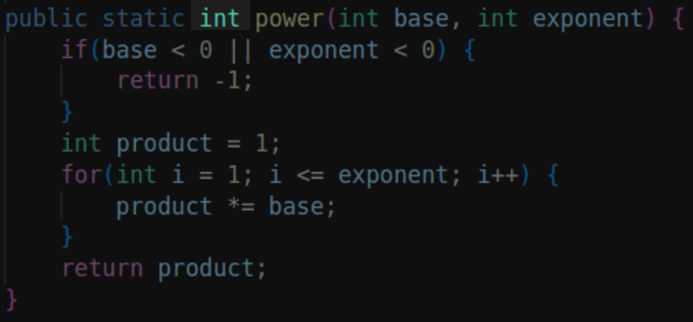 public static int power(int base, int exponent) {
    if(base < 0 || exponent < 0) {
        return -1;
    }
    int product = 1;
    for(int i = 1; i <= exponent; i++) {
        product *= base;
    }
    return product;
}